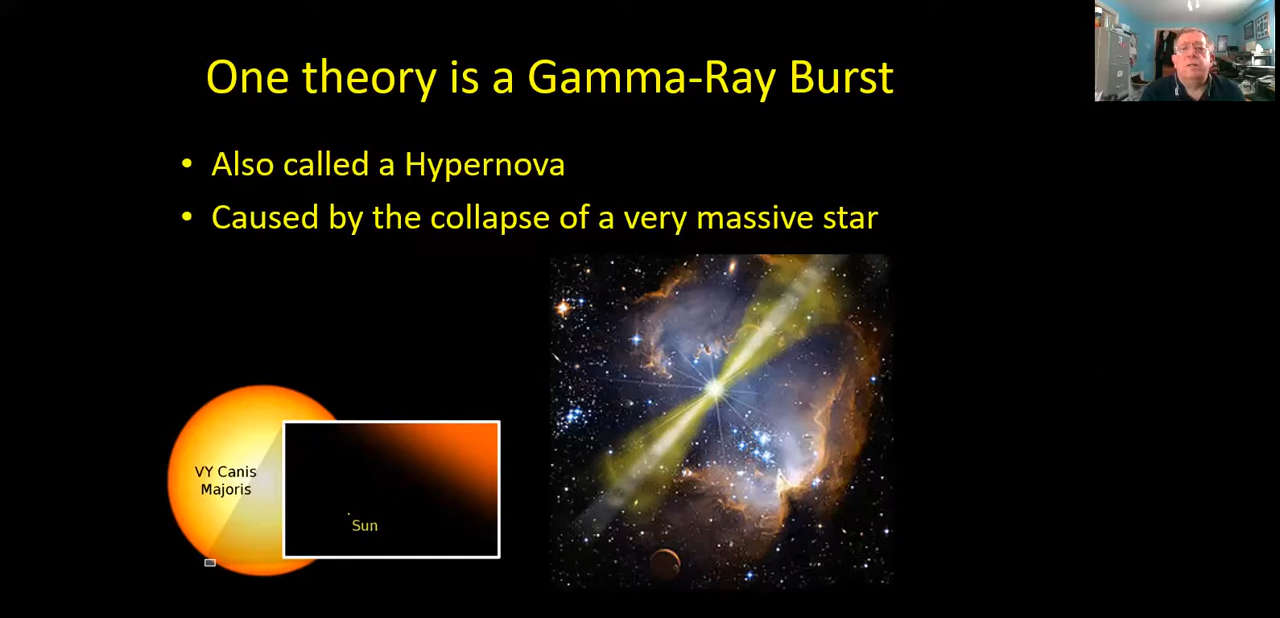 One theory is a Gamma-Ray Burst
• Also called a Hypernova
• Caused by the collapse of a very massive star
VY Canis
Majoris
Sun